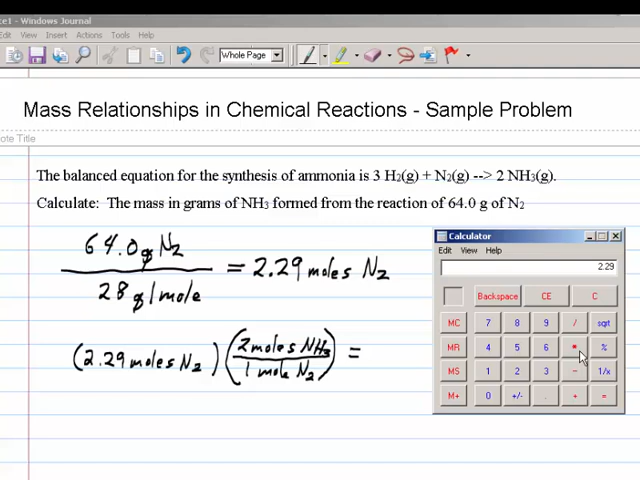 ce1 - Windows Journal
Edit View Insert Actions Tools Help
Whole Page
Mass Relationships in Chemical Reactions - Sample Problem
ote Title
The balanced equation for the synthesis of ammonia is 3 H2(g) + N2(g) --> 2 NH3(g).
Calculate: The mass in grams of NH3 formed from the reaction of 64.0 g of N2
64.0g N2
28 g/mole
= 2.29 moles N2
(2.29 moles N2) (2 moles NH3 / 1 mole N2) =
Calculator
Edit View Help
2.29
Backspace CE C
MC 7 8 9 / sqrt
MR 4 5 6 * %
MS 1 2 3 - 1/x
M+ 0 +/- . + =